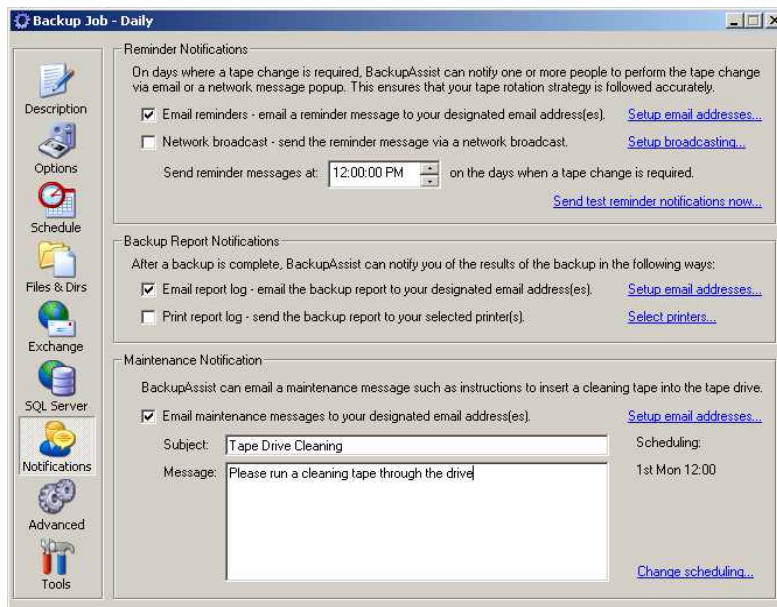 Backup Job - Daily
Description
Options
Schedule
Files & Dirs
Exchange
SQL Server
Notifications
Advanced
Tools
Reminder Notifications
On days where a tape change is required, BackupAssist can notify one or more people to perform the tape change
via email or a network message popup. This ensures that your tape rotation strategy is followed accurately.
Email reminders - email a reminder message to your designated email address(es). Setup email addresses...
Network broadcast - send the reminder message via a network broadcast. Setup broadcasting...
Send reminder messages at: 12:00:00 PM on the days when a tape change is required.
Send test reminder notifications now...
Backup Report Notifications
After a backup is complete, BackupAssist can notify you of the results of the backup in the following ways:
Email report log - email the backup report to your designated email address(es). Setup email addresses...
Print report log - send the backup report to your selected printer(s). Select printers...
Maintenance Notification
BackupAssist can email a maintenance message such as instructions to insert a cleaning tape into the tape drive.
Email maintenance messages to your designated email address(es). Setup email addresses...
Subject: Tape Drive Cleaning Scheduling:
Message: Please run a cleaning tape through the drive 1st Mon 12:00
Change scheduling...